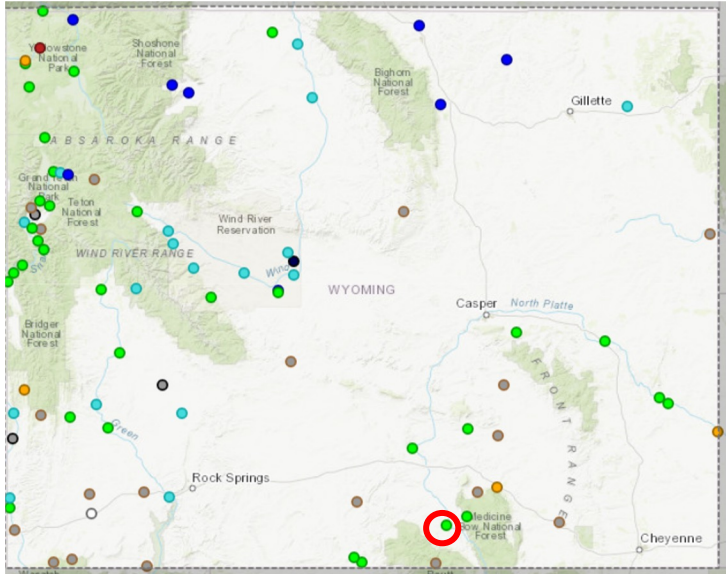 Yellowstone
National
Park
Shoshone
National
Forest
Bighorn
National
Forest
Gillette
ABSAROKA RANGE
Grand Teton
National
Park
Teton
National
Forest
Wind River
Reservation
WIND RIVER RANGE
Wind
WYOMING
Casper
North Platte
Bridger
National
Forest
FRONT RANGE
Green
Rock Springs
Medicine
Bow National
Forest
Cheyenne